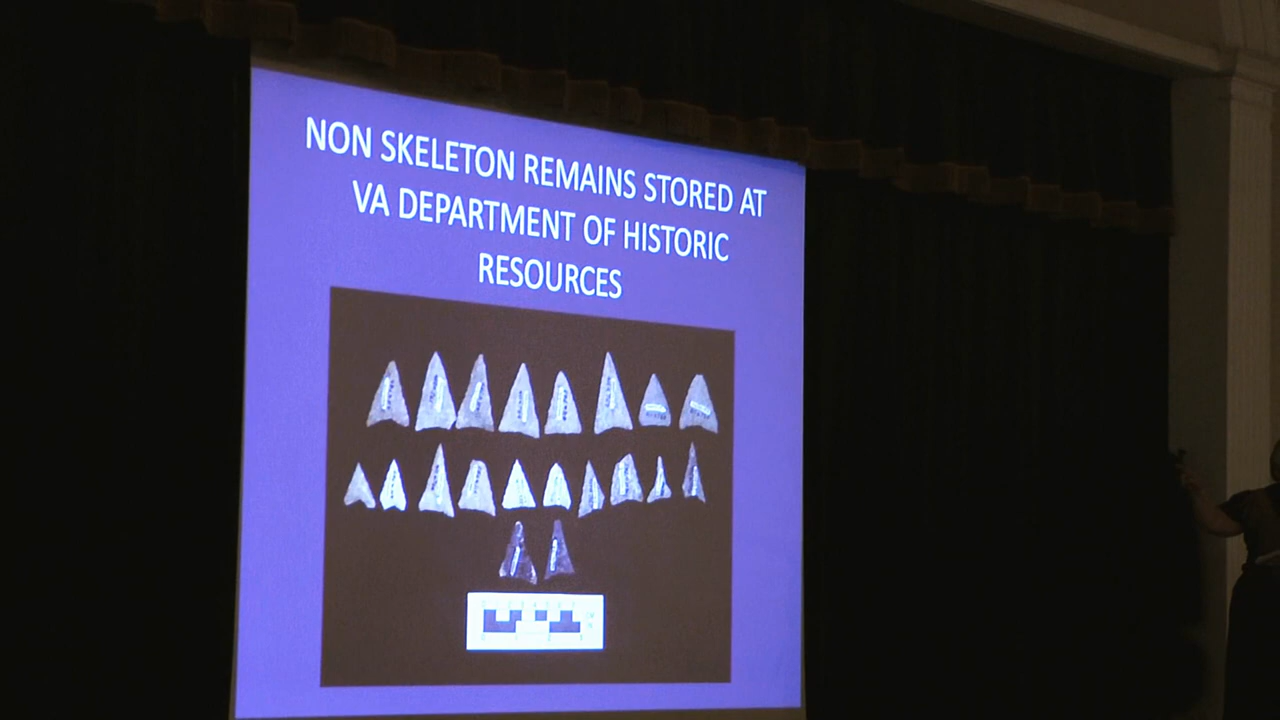 NON SKELETON REMAINS STORED AT
VA DEPARTMENT OF HISTORIC
RESOURCES